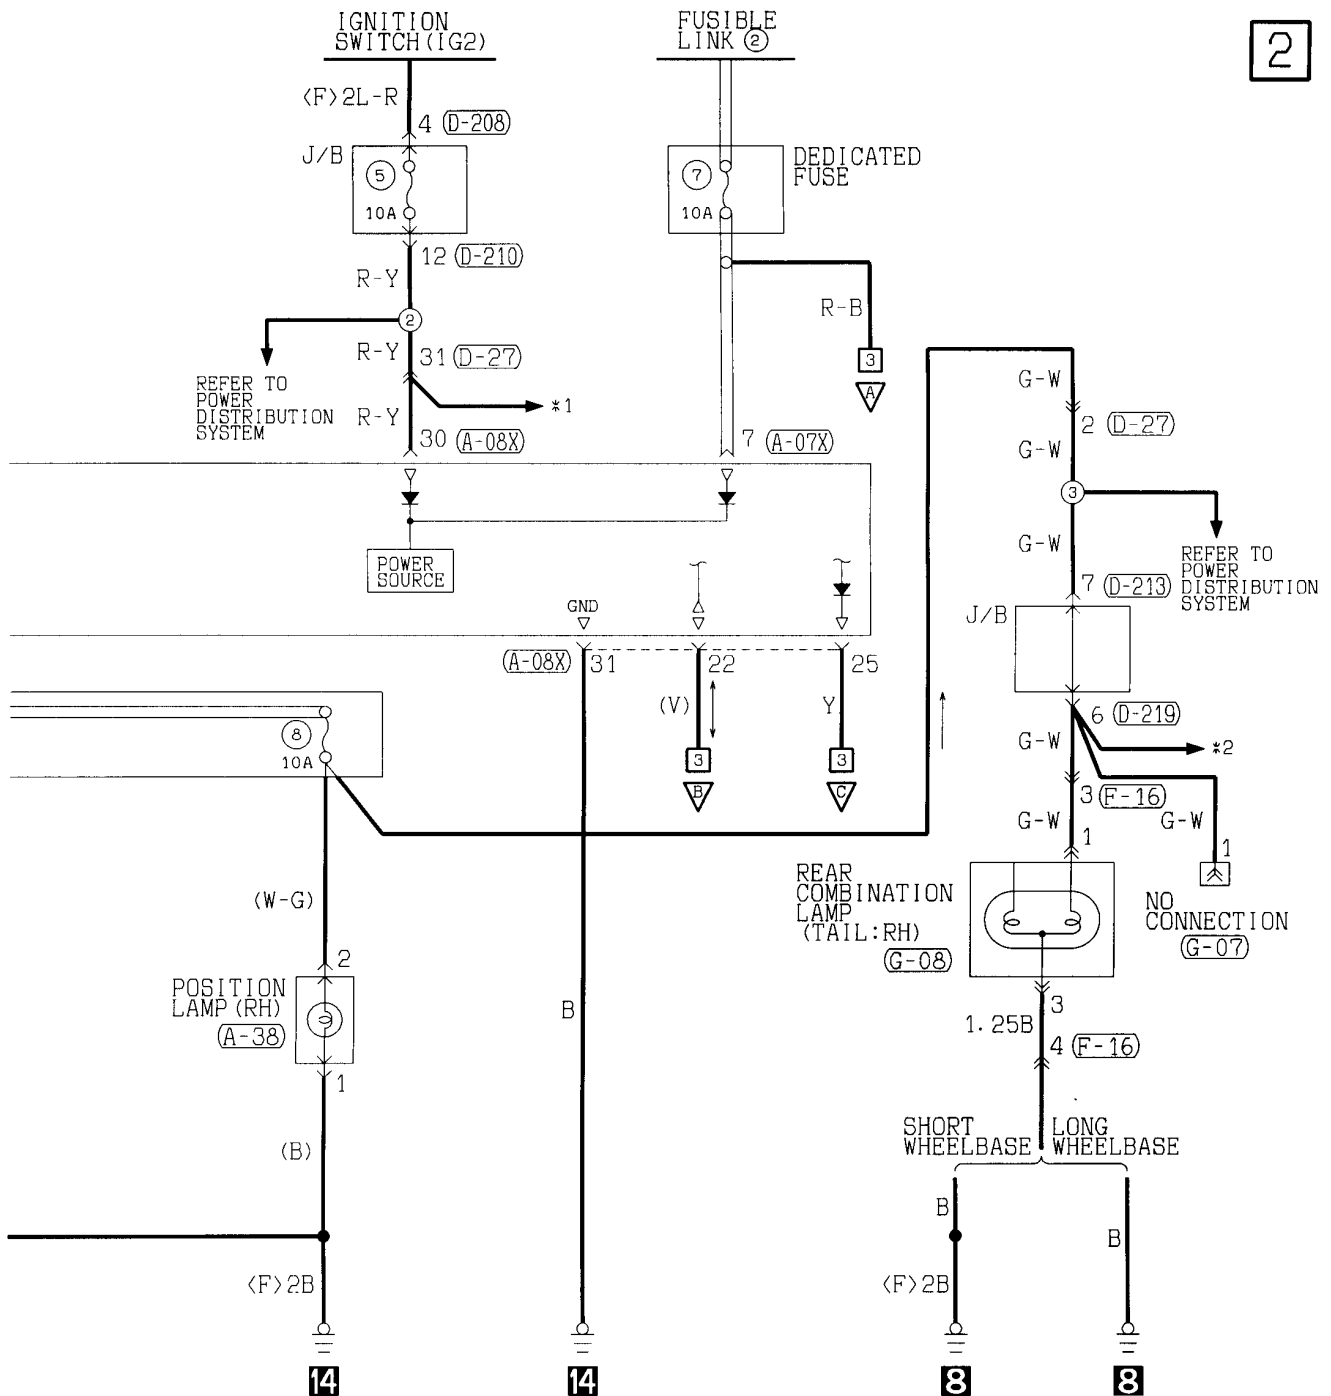 IGNITION
SWITCH(IG2)
FUSIBLE
LINK ②
2
<F>2L-R
4 (D-208)
J/B
5
10A
7
10A
DEDICATED
FUSE
12 (D-210)
R-Y
R-B
2
3
A
R-Y
31 (D-27)
REFER TO
POWER
DISTRIBUTION
SYSTEM
*1
R-Y
30 (A-08X)
7 (A-07X)
G-W
2 (D-27)
G-W
3
G-W
REFER TO
POWER
DISTRIBUTION
SYSTEM
7 (D-213)
POWER
SOURCE
GND
J/B
(A-08X) 31
22
25
(V)
Y
3
B
3
C
6 (D-219)
G-W
*2
8
10A
3 (F-16)
G-W
G-W
1
1
REAR
COMBINATION
LAMP
(TAIL:RH)
(G-08)
NO
CONNECTION
(G-07)
(W-G)
2
POSITION
LAMP(RH)
(A-38)
1
B
3
1.25B
4 (F-16)
(B)
SHORT
WHEELBASE
LONG
WHEELBASE
B
B
<F>2B
<F>2B
14
14
8
8